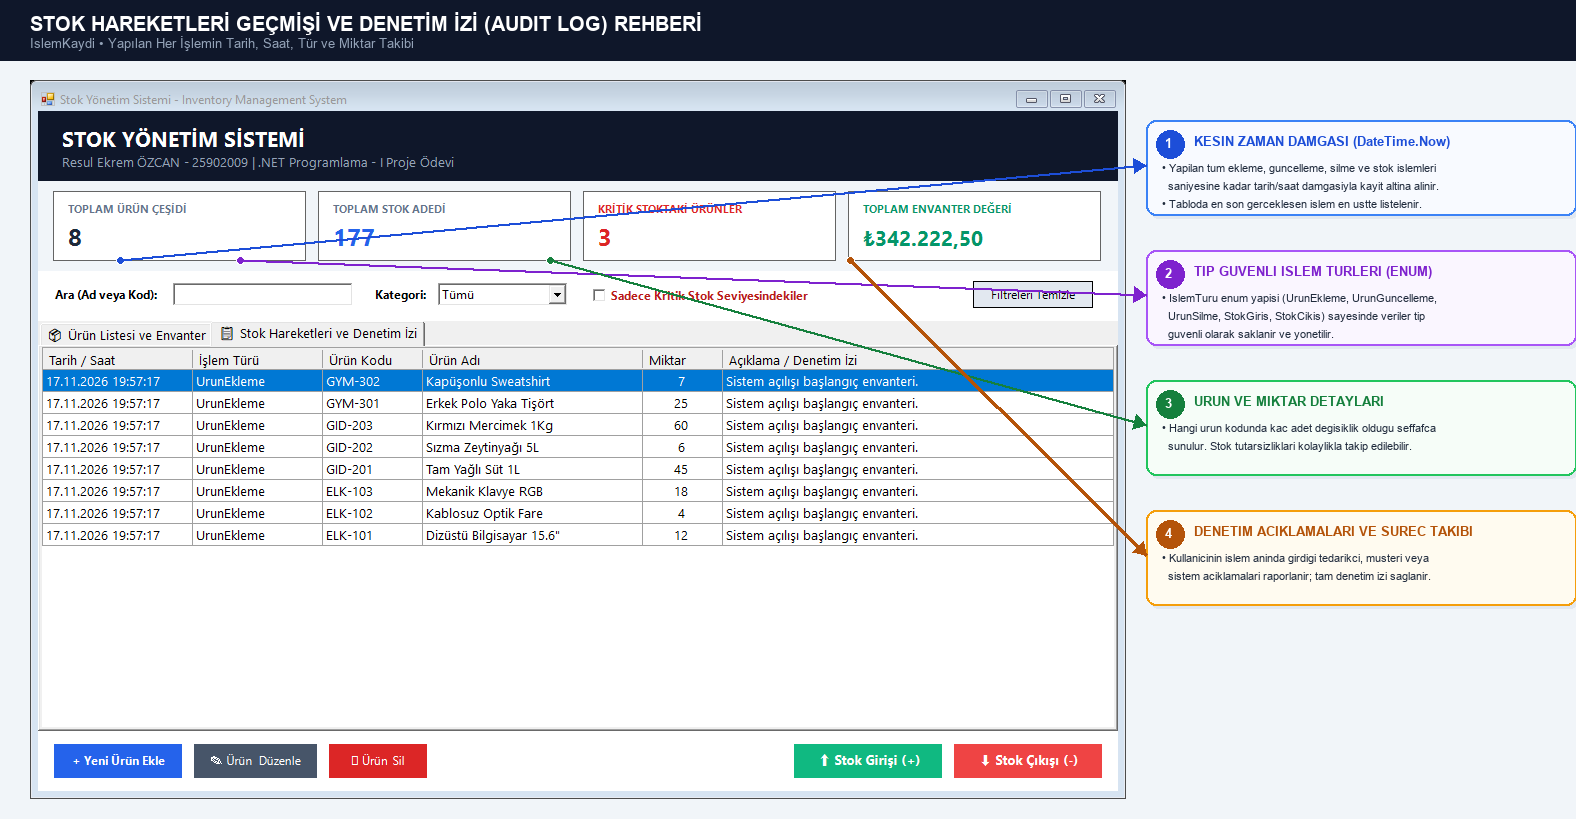 STOK HAREKETLERİ GEÇMİŞİ VE DENETİM İZİ (AUDIT LOG) REHBERİ
IslemKaydi • Yapılan Her İşlemin Tarih, Saat, Tür ve Miktar Takibi
Stok Yönetim Sistemi - Inventory Management System
STOK YÖNETİM SİSTEMİ
Resul Ekrem ÖZCAN - 25902009 | .NET Programlama - I Proje Ödevi
TOPLAM ÜRÜN ÇEŞİDİ
8
TOPLAM STOK ADEDİ
177
KRİTİK STOKTAKİ ÜRÜNLER
3
TOPLAM ENVANTER DEĞERİ
₺342.222,50
Ara (Ad veya Kod):
Kategori: Tümü
Sadece Kritik Stok Seviyesindekiler
Filtreleri Temizle
Ürün Listesi ve Envanter
Stok Hareketleri ve Denetim İzi
Tarih / Saat İşlem Türü Ürün Kodu Ürün Adı Miktar Açıklama / Denetim İzi
17.11.2026 19:57:17 UrunEkleme GYM-302 Kapüşonlu Sweatshirt 7 Sistem açılışı başlangıç envanteri.
17.11.2026 19:57:17 UrunEkleme GYM-301 Erkek Polo Yaka Tişört 25 Sistem açılışı başlangıç envanteri.
17.11.2026 19:57:17 UrunEkleme GID-203 Kırmızı Mercimek 1Kg 60 Sistem açılışı başlangıç envanteri.
17.11.2026 19:57:17 UrunEkleme GID-202 Sızma Zeytinyağı 5L 6 Sistem açılışı başlangıç envanteri.
17.11.2026 19:57:17 UrunEkleme GID-201 Tam Yağlı Süt 1L 45 Sistem açılışı başlangıç envanteri.
17.11.2026 19:57:17 UrunEkleme ELK-103 Mekanik Klavye RGB 18 Sistem açılışı başlangıç envanteri.
17.11.2026 19:57:17 UrunEkleme ELK-102 Kablosuz Optik Fare 4 Sistem açılışı başlangıç envanteri.
17.11.2026 19:57:17 UrunEkleme ELK-101 Dizüstü Bilgisayar 15.6" 12 Sistem açılışı başlangıç envanteri.
+ Yeni Ürün Ekle
Ürün Düzenle
Ürün Sil
⬆ Stok Girişi (+)
⬇ Stok Çıkışı (-)
1 KESIN ZAMAN DAMGASI (DateTime.Now)
• Yapilan tum ekleme, guncelleme, silme ve stok islemleri
saniyesine kadar tarih/saat damgasiyla kayit altina alinir.
• Tabloda en son gerceklesen islem en ustte listelenir.
2 TIP GUVENLI ISLEM TURLERI (ENUM)
• IslemTuru enum yapisi (UrunEkleme, UrunGuncelleme,
UrunSilme, StokGiris, StokCikis) sayesinde veriler tip
guvenli olarak saklanir ve yonetilir.
3 URUN VE MIKTAR DETAYLARI
• Hangi urun kodunda kac adet degisiklik oldugu seffafca
sunulur. Stok tutarsizliklari kolaylikla takip edilebilir.
4 DENETIM ACIKLAMALARI VE SUREC TAKIBI
• Kullanicinin islem aninda girdigi tedarikci, musteri veya
sistem aciklamalari raporlanir; tam denetim izi saglanir.